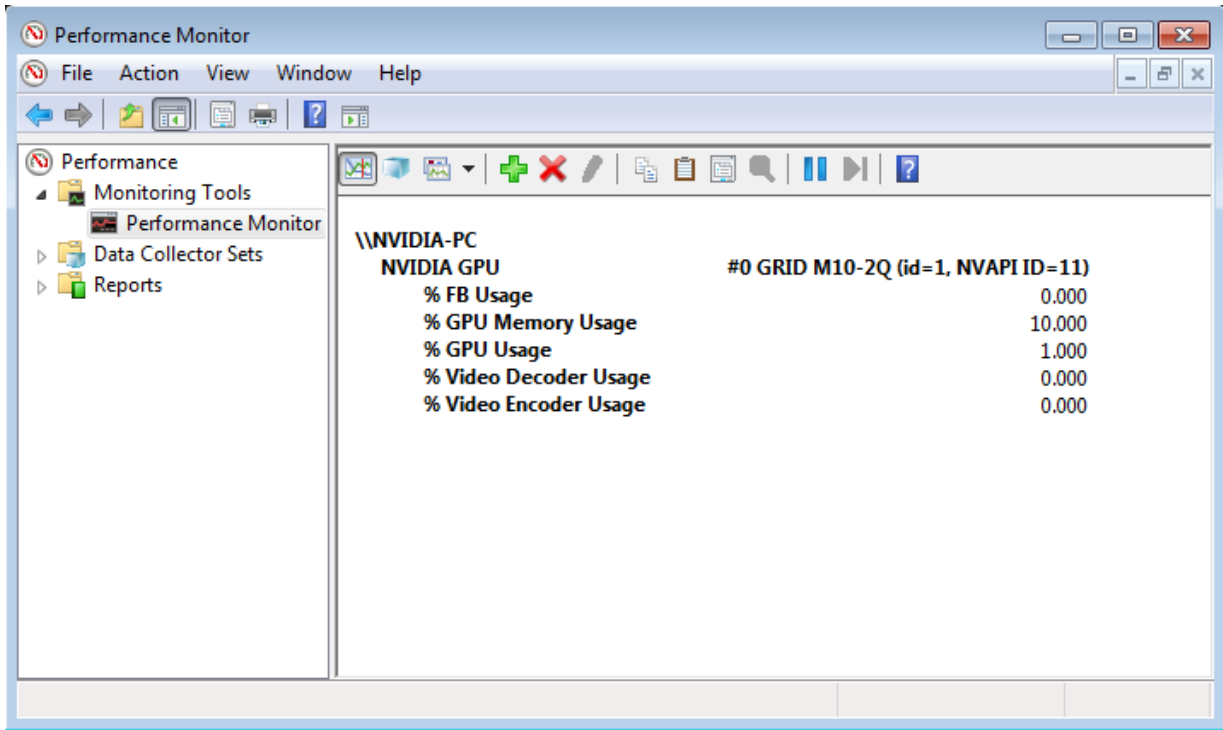 Performance Monitor
File Action View Window Help
Performance
Monitoring Tools
Performance Monitor
Data Collector Sets
Reports
\\NVIDIA-PC
NVIDIA GPU #0 GRID M10-2Q (id=1, NVAPI ID=11)
% FB Usage 0.000
% GPU Memory Usage 10.000
% GPU Usage 1.000
% Video Decoder Usage 0.000
% Video Encoder Usage 0.000